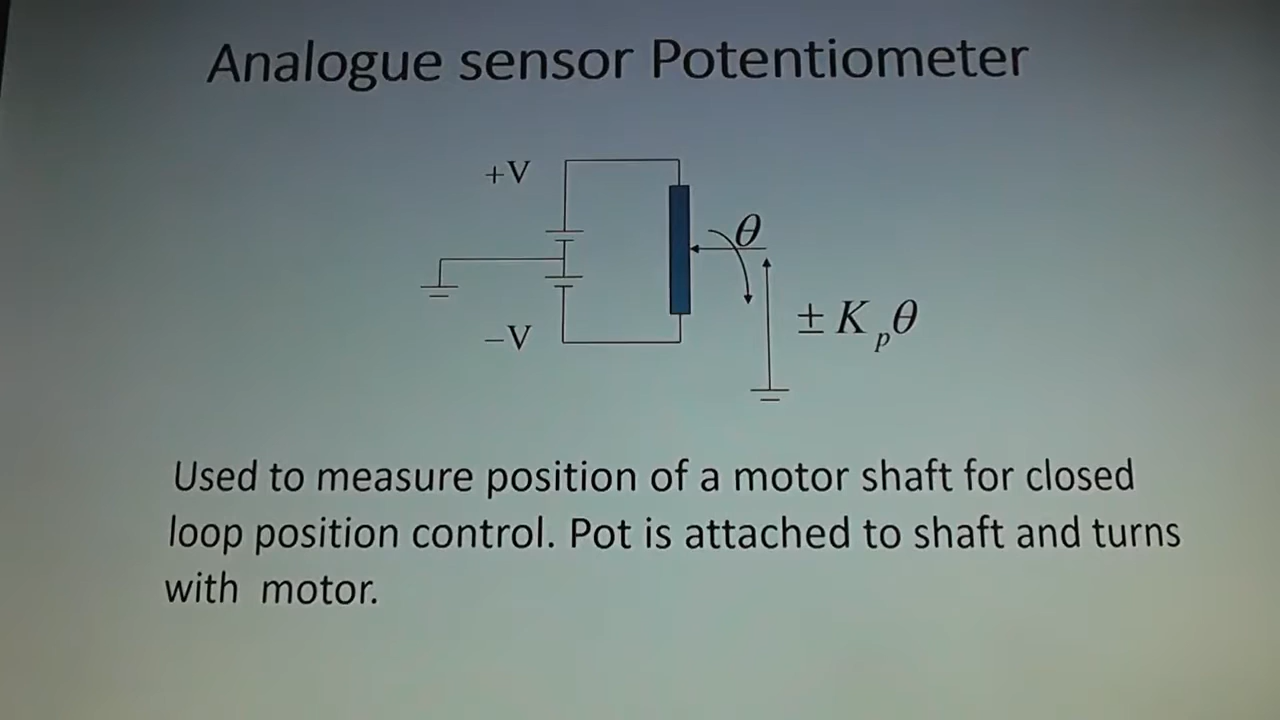 Analogue sensor Potentiometer
+V
θ
−V
± K_p θ
Used to measure position of a motor shaft for closed
loop position control. Pot is attached to shaft and turns
with motor.